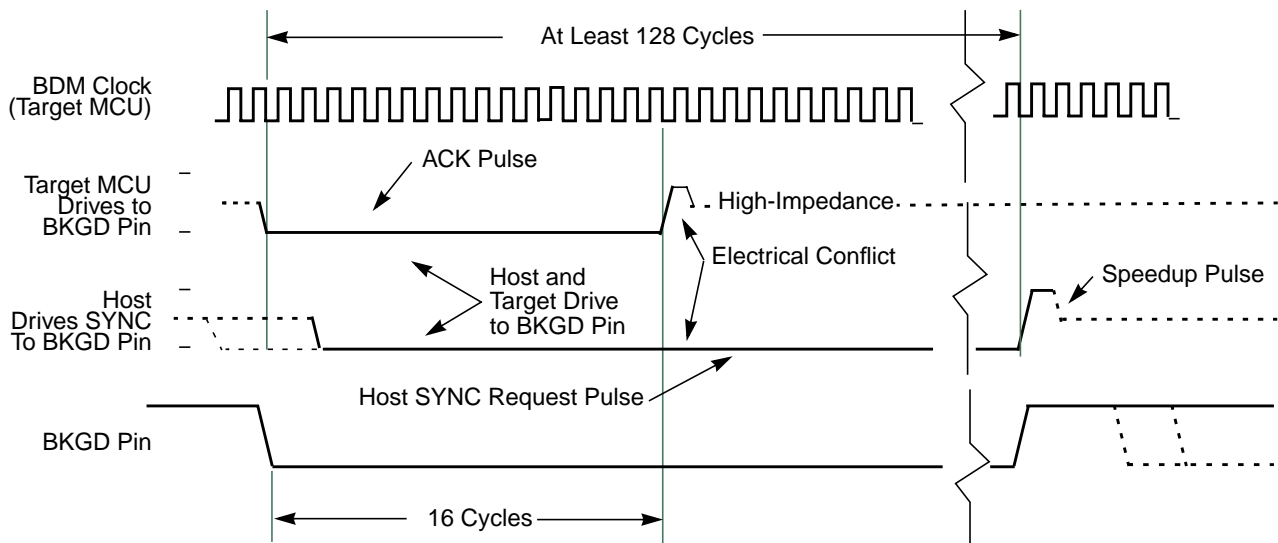 At Least 128 Cycles
BDM Clock
(Target MCU)
ACK Pulse
Target MCU
Drives to
BKGD Pin
High-Impedance
Electrical Conflict
Host and
Target Drive
to BKGD Pin
Speedup Pulse
Host
Drives SYNC
To BKGD Pin
Host SYNC Request Pulse
BKGD Pin
16 Cycles